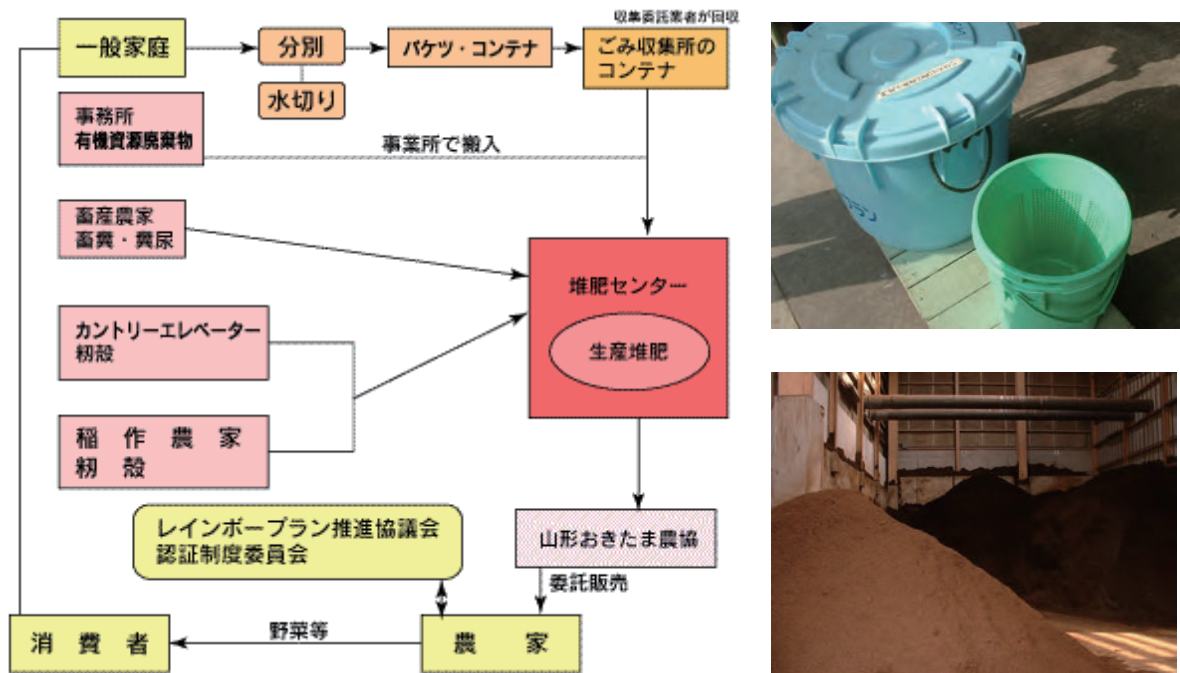 収集委託業者が回収
一般家庭
分別
バケツ・コンテナ
ごみ収集所の
コンテナ
水切り
事務所
有機資源廃棄物
事業所で搬入
畜産農家
畜糞・糞尿
堆肥センター
生産堆肥
カントリーエレベーター
籾殻
稲作農家
籾殻
レインボープラン推進協議会
認証制度委員会
山形おきたま農協
委託販売
消費者
野菜等
農家
ラン